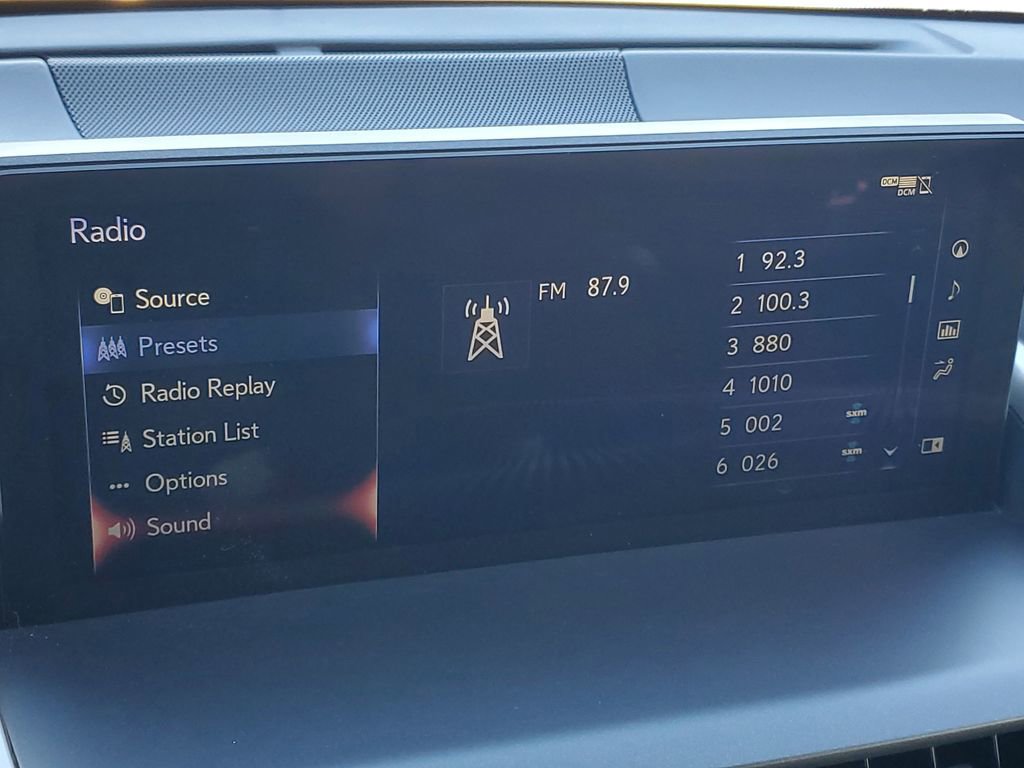 DCM
DCM
Radio
Source
Presets
Radio Replay
Station List
Options
Sound
FM 87.9
1 92.3
2 100.3
3 880
4 1010
5 002 sxm
6 026 sxm